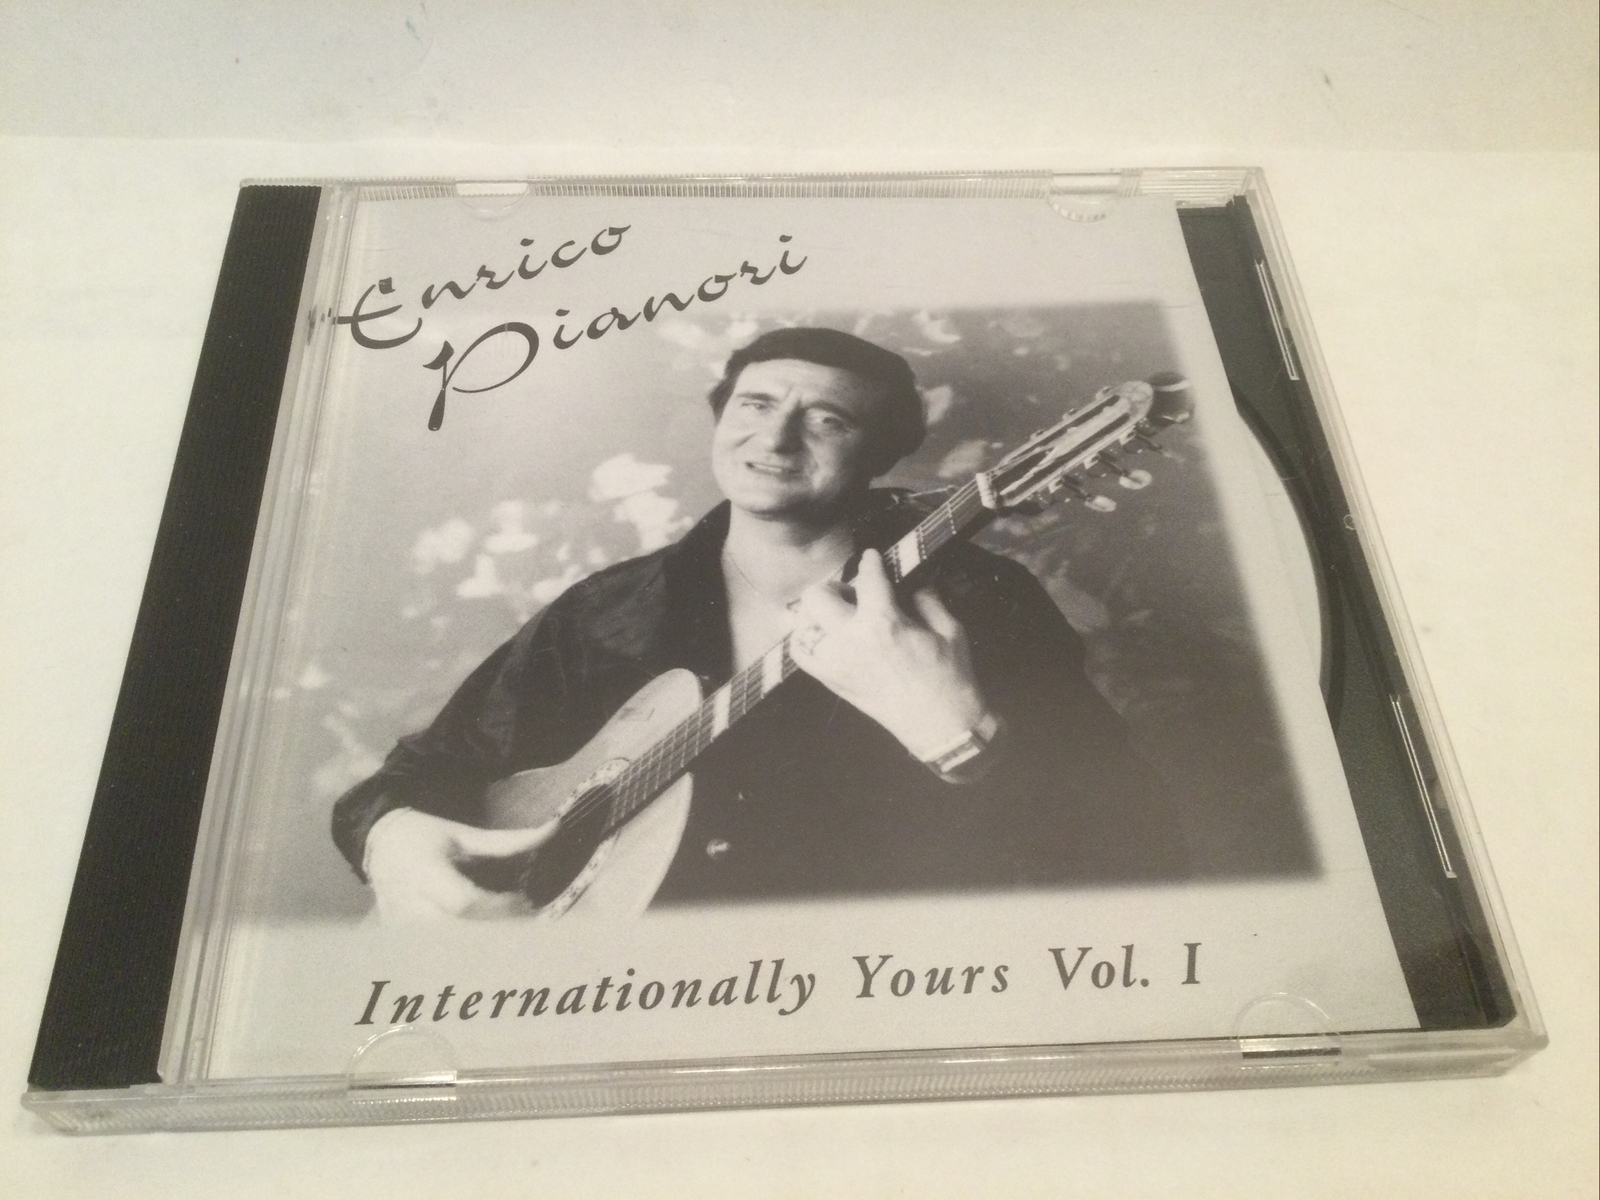 Enrico
Pianori
Internationally Yours Vol. I